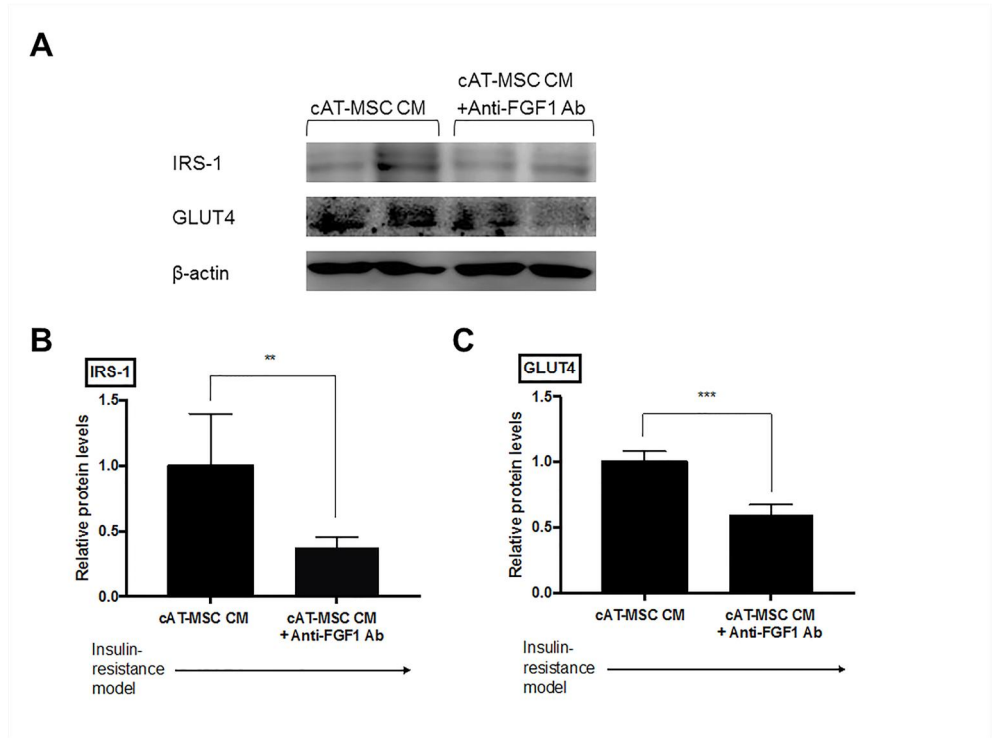 A
cAT-MSC CM
cAT-MSC CM
+Anti-FGF1 Ab
IRS-1
GLUT4
β-actin
B
IRS-1
**
Relative protein levels
1.5
1.0
0.5
0.0
cAT-MSC CM
cAT-MSC CM
+Anti-FGF1 Ab
Insulin-
resistance
model
C
GLUT4
***
Relative protein levels
1.5
1.0
0.5
0.0
cAT-MSC CM
cAT-MSC CM
+ Anti-FGF1 Ab
Insulin-
resistance
model